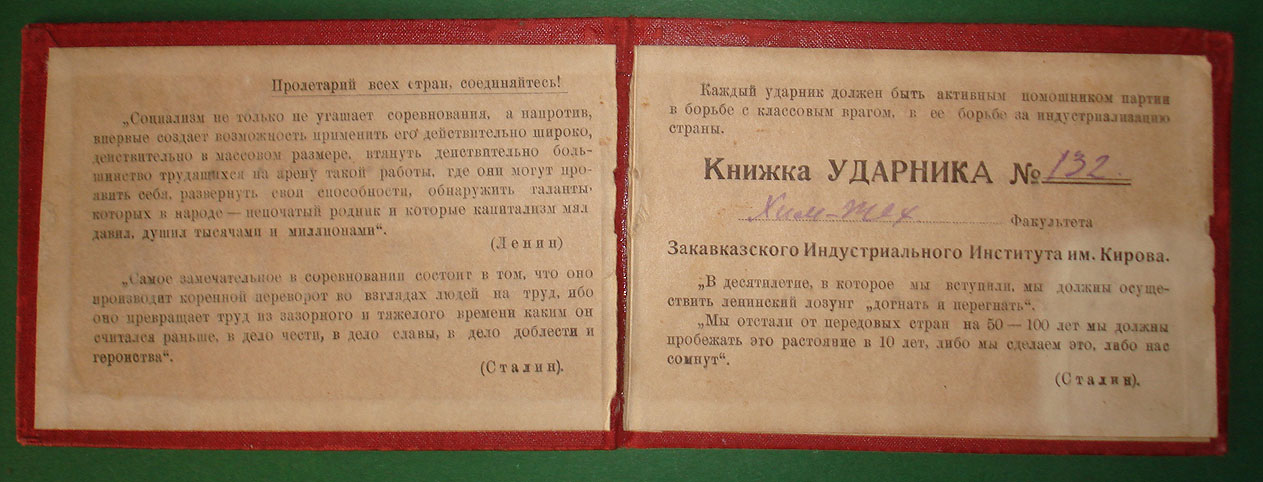 Пролетарий всех стран, соединяйтесь!
„Социализм не только не угашает соревнования, а напротив,
впервые создает возможность применить его действительно широко,
действительно в массовом размере, втянуть действительно боль-
шинство трудящихся на арену такой работы, где они могут про-
явить себя, развернуть свои способности, обнаружить таланты,
которых в народе — непочатый родник и которые капитализм мял
давил, душил тысячами и миллионами“.
(Ленин)
„Самое замечательное в соревновании состоит в том, что оно
производит коренной переворот во взглядах людей на труд, ибо
оно превращает труд из зазорного и тяжелого времени каким он
считался раньше, в дело чести, в дело славы, в дело доблести и
геройства“.
(Сталин).
Каждый ударник должен быть активным помошником партии
в борьбе с классовым врагом, в ее борьбе за индустриализацию
страны.
Книжка УДАРНИКА № 132.
Хим-тех Факультета
Закавказского Индустриального Института им. Кирова.
„В десятилетие, в которое мы вступили, мы должны осуще-
ствить ленинский лозунг „догнать и перегнать“.
„Мы отстали от передовых стран на 50 — 100 лет мы должны
пробежать это растояние в 10 лет, либо мы сделаем это, либо нас
сомнут“.
(Сталин).